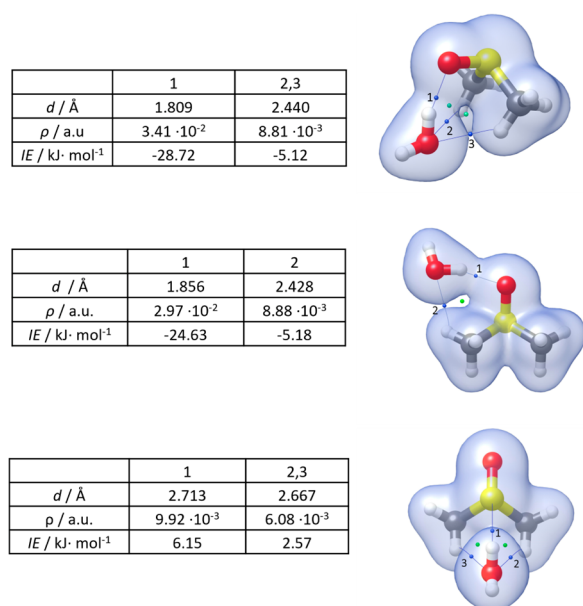 1 2,3
d / Å 1.809 2.440
ρ / a.u 3.41 ·10⁻² 8.81 ·10⁻³
IE / kJ· mol⁻¹ -28.72 -5.12
1
2
3
1 2
d / Å 1.856 2.428
ρ / a.u. 2.97 ·10⁻² 8.88 ·10⁻³
IE / kJ· mol⁻¹ -24.63 -5.18
1
2
1 2,3
d / Å 2.713 2.667
ρ / a.u. 9.92 ·10⁻³ 6.08 ·10⁻³
IE / kJ· mol⁻¹ 6.15 2.57
1
3 2